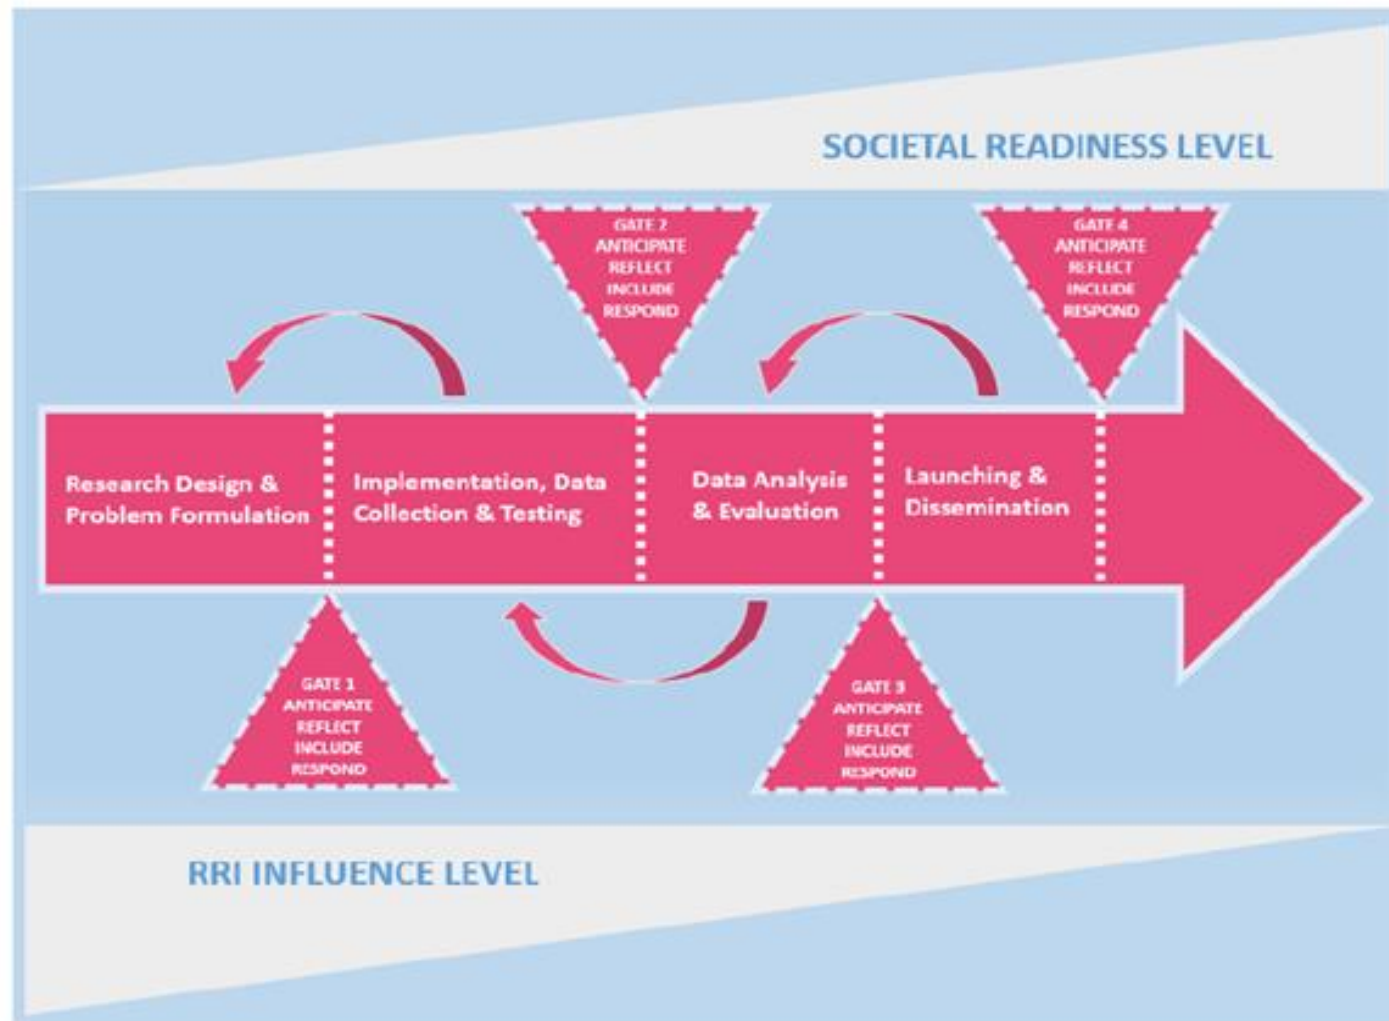 SOCIETAL READINESS LEVEL
GATE 2
ANTICIPATE
REFLECT
INCLUDE
RESPOND
GATE 4
ANTICIPATE
REFLECT
INCLUDE
RESPOND
Research Design &
Problem Formulation
Implementation, Data
Collection & Testing
Data Analysis
& Evaluation
Launching &
Dissemination
GATE 1
ANTICIPATE
REFLECT
INCLUDE
RESPOND
GATE 3
ANTICIPATE
REFLECT
INCLUDE
RESPOND
RRI INFLUENCE LEVEL